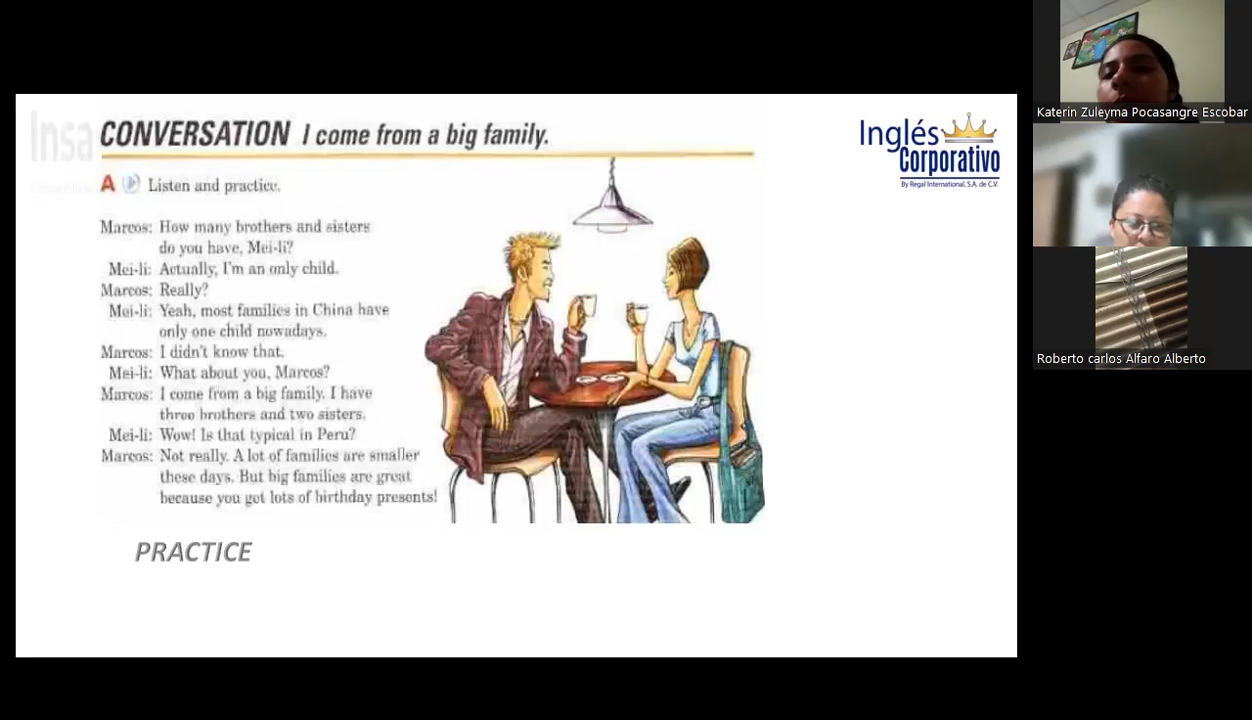 Insa
CONVERSATION I come from a big family.
A Listen and practice.
Marcos: How many brothers and sisters
do you have, Mei-li?
Mei-li: Actually, I'm an only child.
Marcos: Really?
Mei-li: Yeah, most families in China have
only one child nowadays.
Marcos: I didn't know that.
Mei-li: What about you, Marcos?
Marcos: I come from a big family. I have
three brothers and two sisters.
Mei-li: Wow! Is that typical in Peru?
Marcos: Not really. A lot of families are smaller
these days. But big families are great
because you get lots of birthday presents!
PRACTICE
Inglés
Corporativo
By Regal International, S.A. de C.V.
Katerin Zuleyma Pocasangre Escobar
Roberto carlos Alfaro Alberto